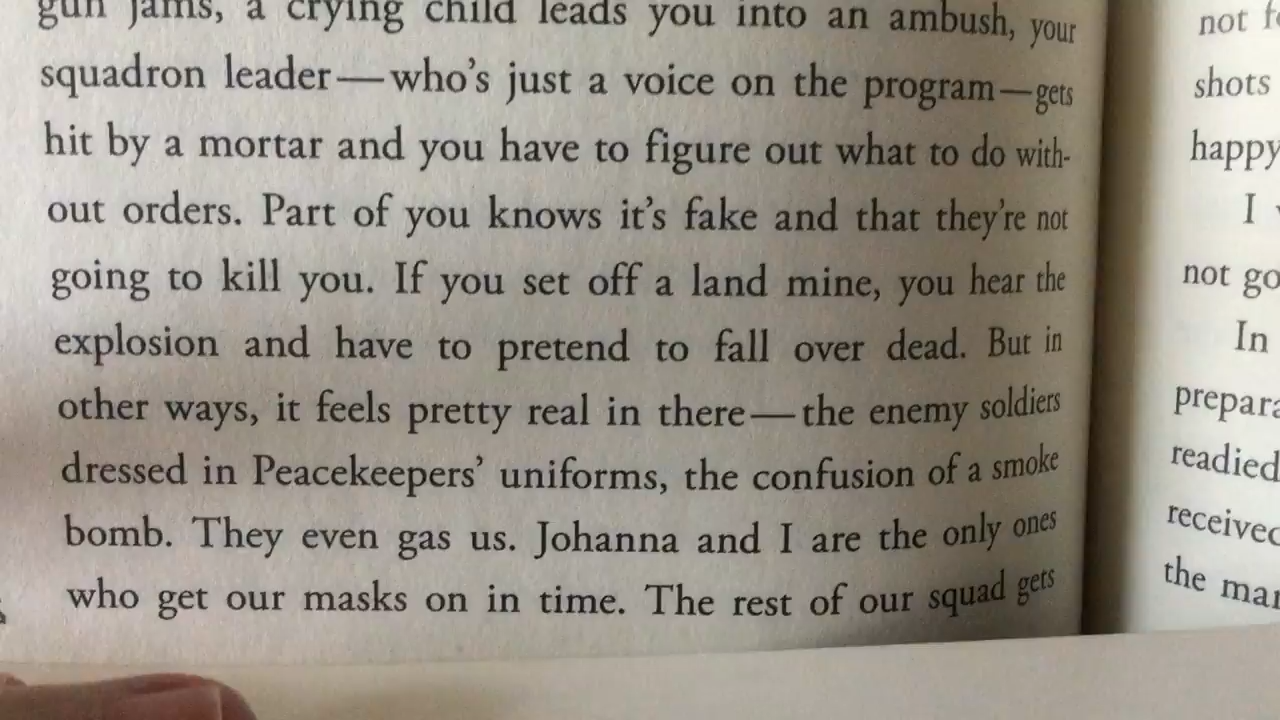 gun jams, a crying child leads you into an ambush, your
squadron leader—who's just a voice on the program—gets
hit by a mortar and you have to figure out what to do with-
out orders. Part of you knows it's fake and that they're not
going to kill you. If you set off a land mine, you hear the
explosion and have to pretend to fall over dead. But in
other ways, it feels pretty real in there—the enemy soldiers
dressed in Peacekeepers' uniforms, the confusion of a smoke
bomb. They even gas us. Johanna and I are the only ones
who get our masks on in time. The rest of our squad gets
not
shots
happy
I
not go
In
readied
received
the